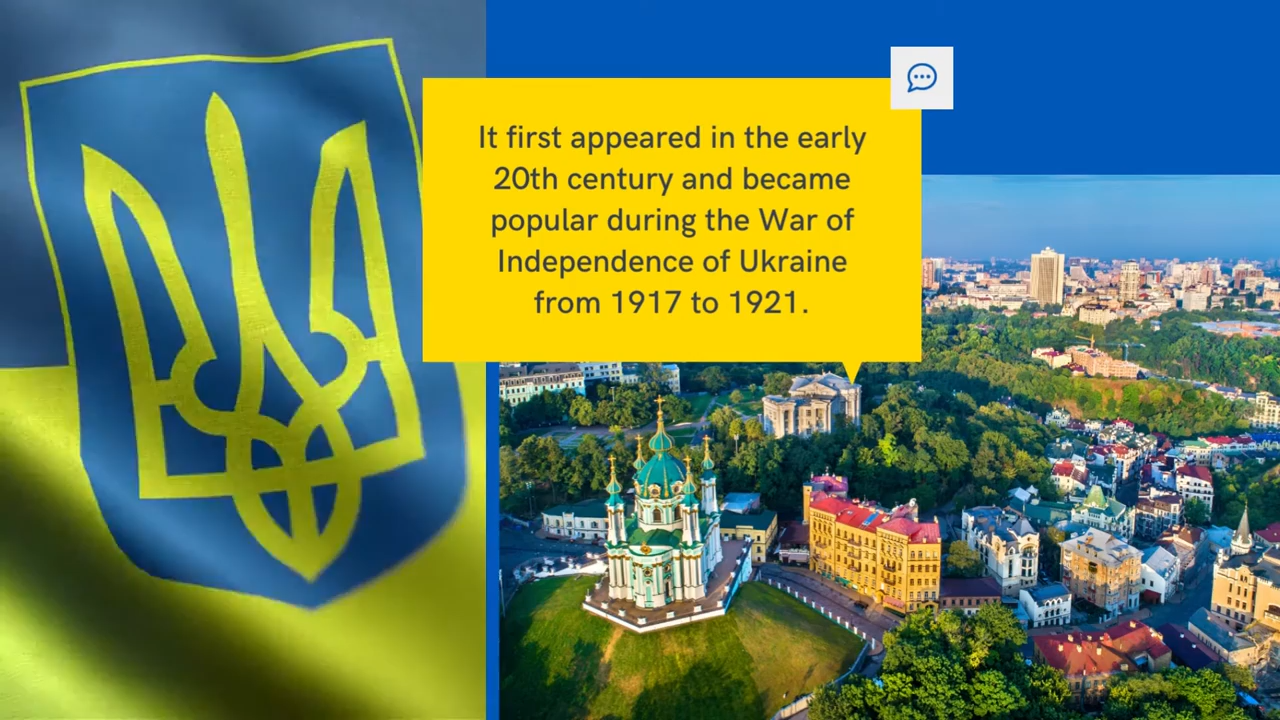 It first appeared in the early
20th century and became
popular during the War of
Independence of Ukraine
from 1917 to 1921.